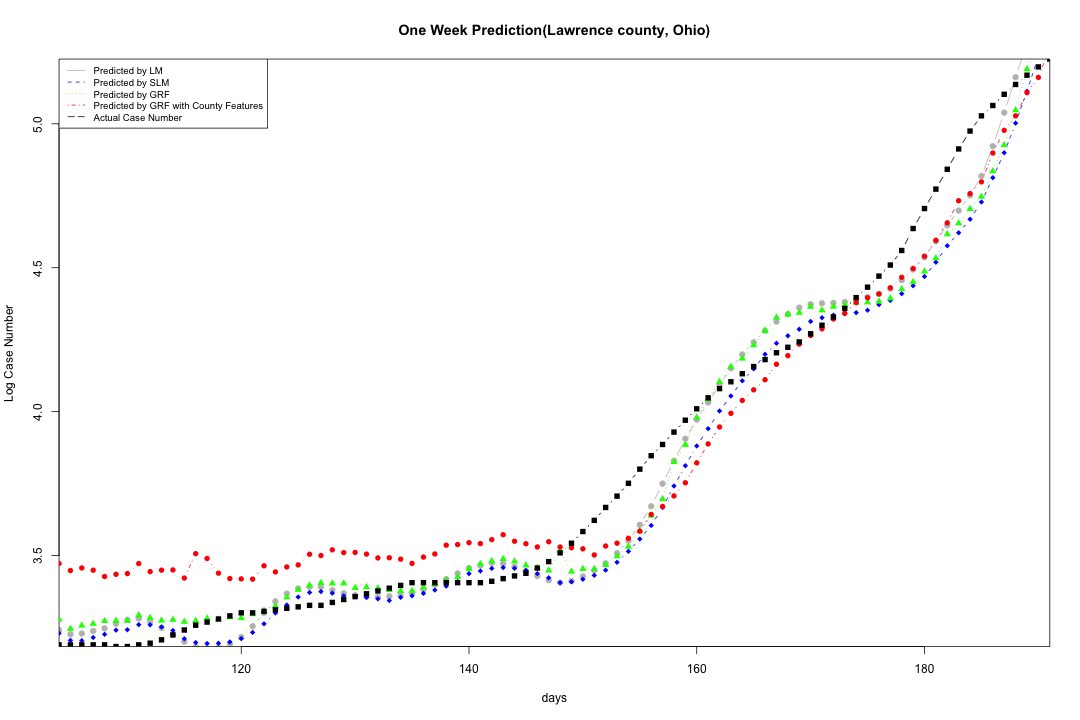 One Week Prediction(Lawrence county, Ohio)
Predicted by LM
Predicted by SLM
Predicted by GRF
Predicted by GRF with County Features
Actual Case Number
5.0
4.5
4.0
3.5
Log Case Number
120 140 160 180
days